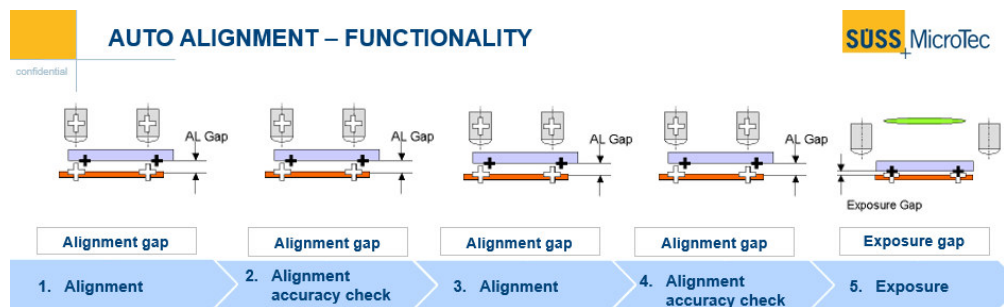 AUTO ALIGNMENT – FUNCTIONALITY
SÜSS MicroTec
confidential
AL Gap
AL Gap
AL Gap
AL Gap
Exposure Gap
Alignment gap
Alignment gap
Alignment gap
Alignment gap
Exposure gap
1. Alignment
2. Alignment
accuracy check
3. Alignment
4. Alignment
accuracy check
5. Exposure